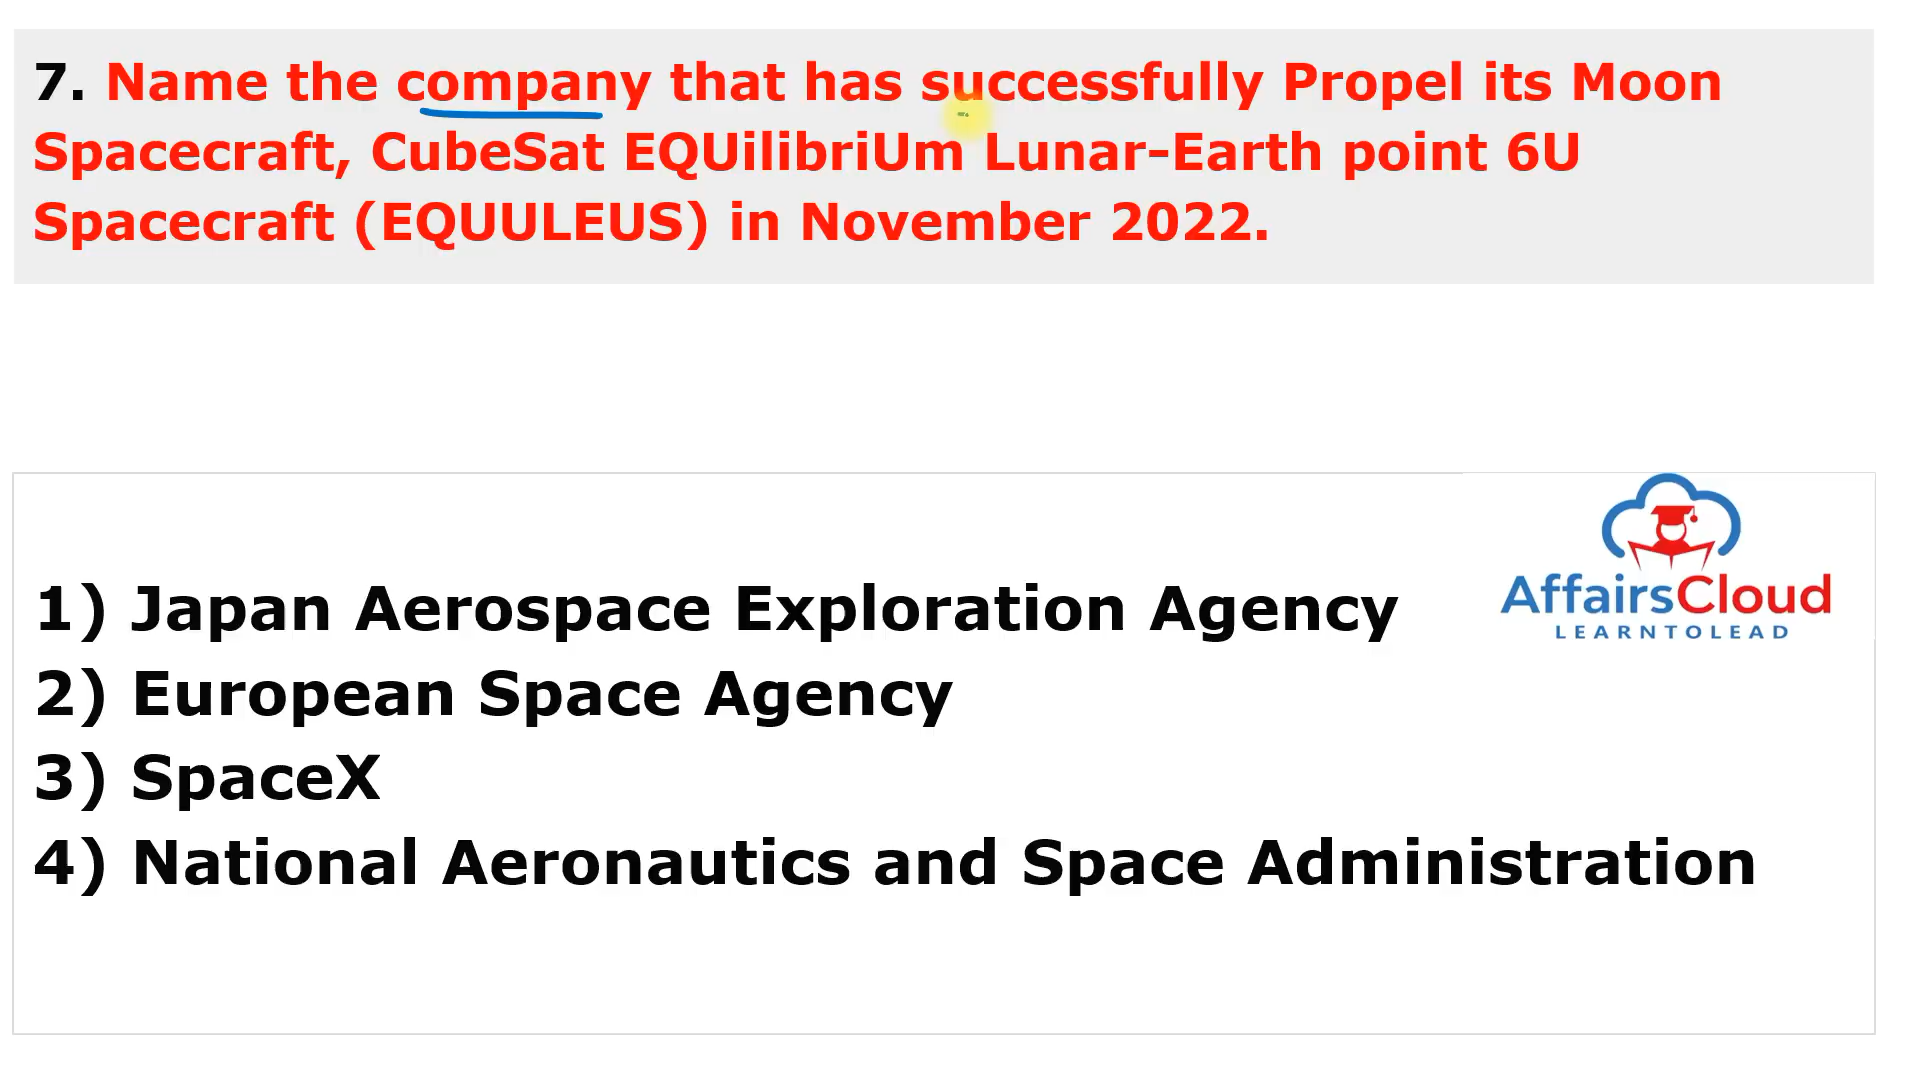 7. Name the company that has successfully Propel its Moon
Spacecraft, CubeSat EQUilibriUm Lunar-Earth point 6U
Spacecraft (EQUULEUS) in November 2022.
AffairsCloud
LEARNTOLEAD
1) Japan Aerospace Exploration Agency
2) European Space Agency
3) SpaceX
4) National Aeronautics and Space Administration